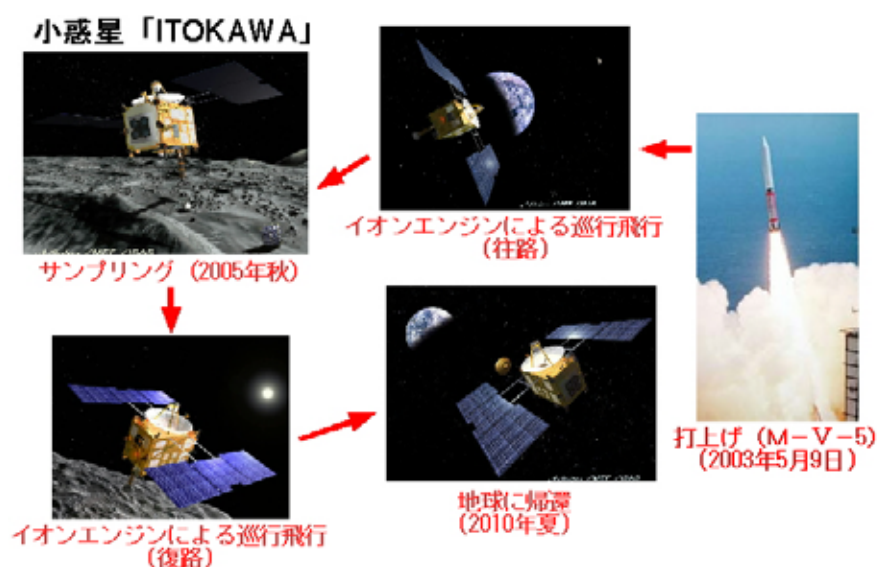 小惑星「ITOKAWA」
イオンエンジンによる巡行飛行
(往路)
サンプリング (2005年秋)
打上げ (M-V-5)
(2003年5月9日)
イオンエンジンによる巡行飛行
(復路)
地球に帰還
(2010年夏)